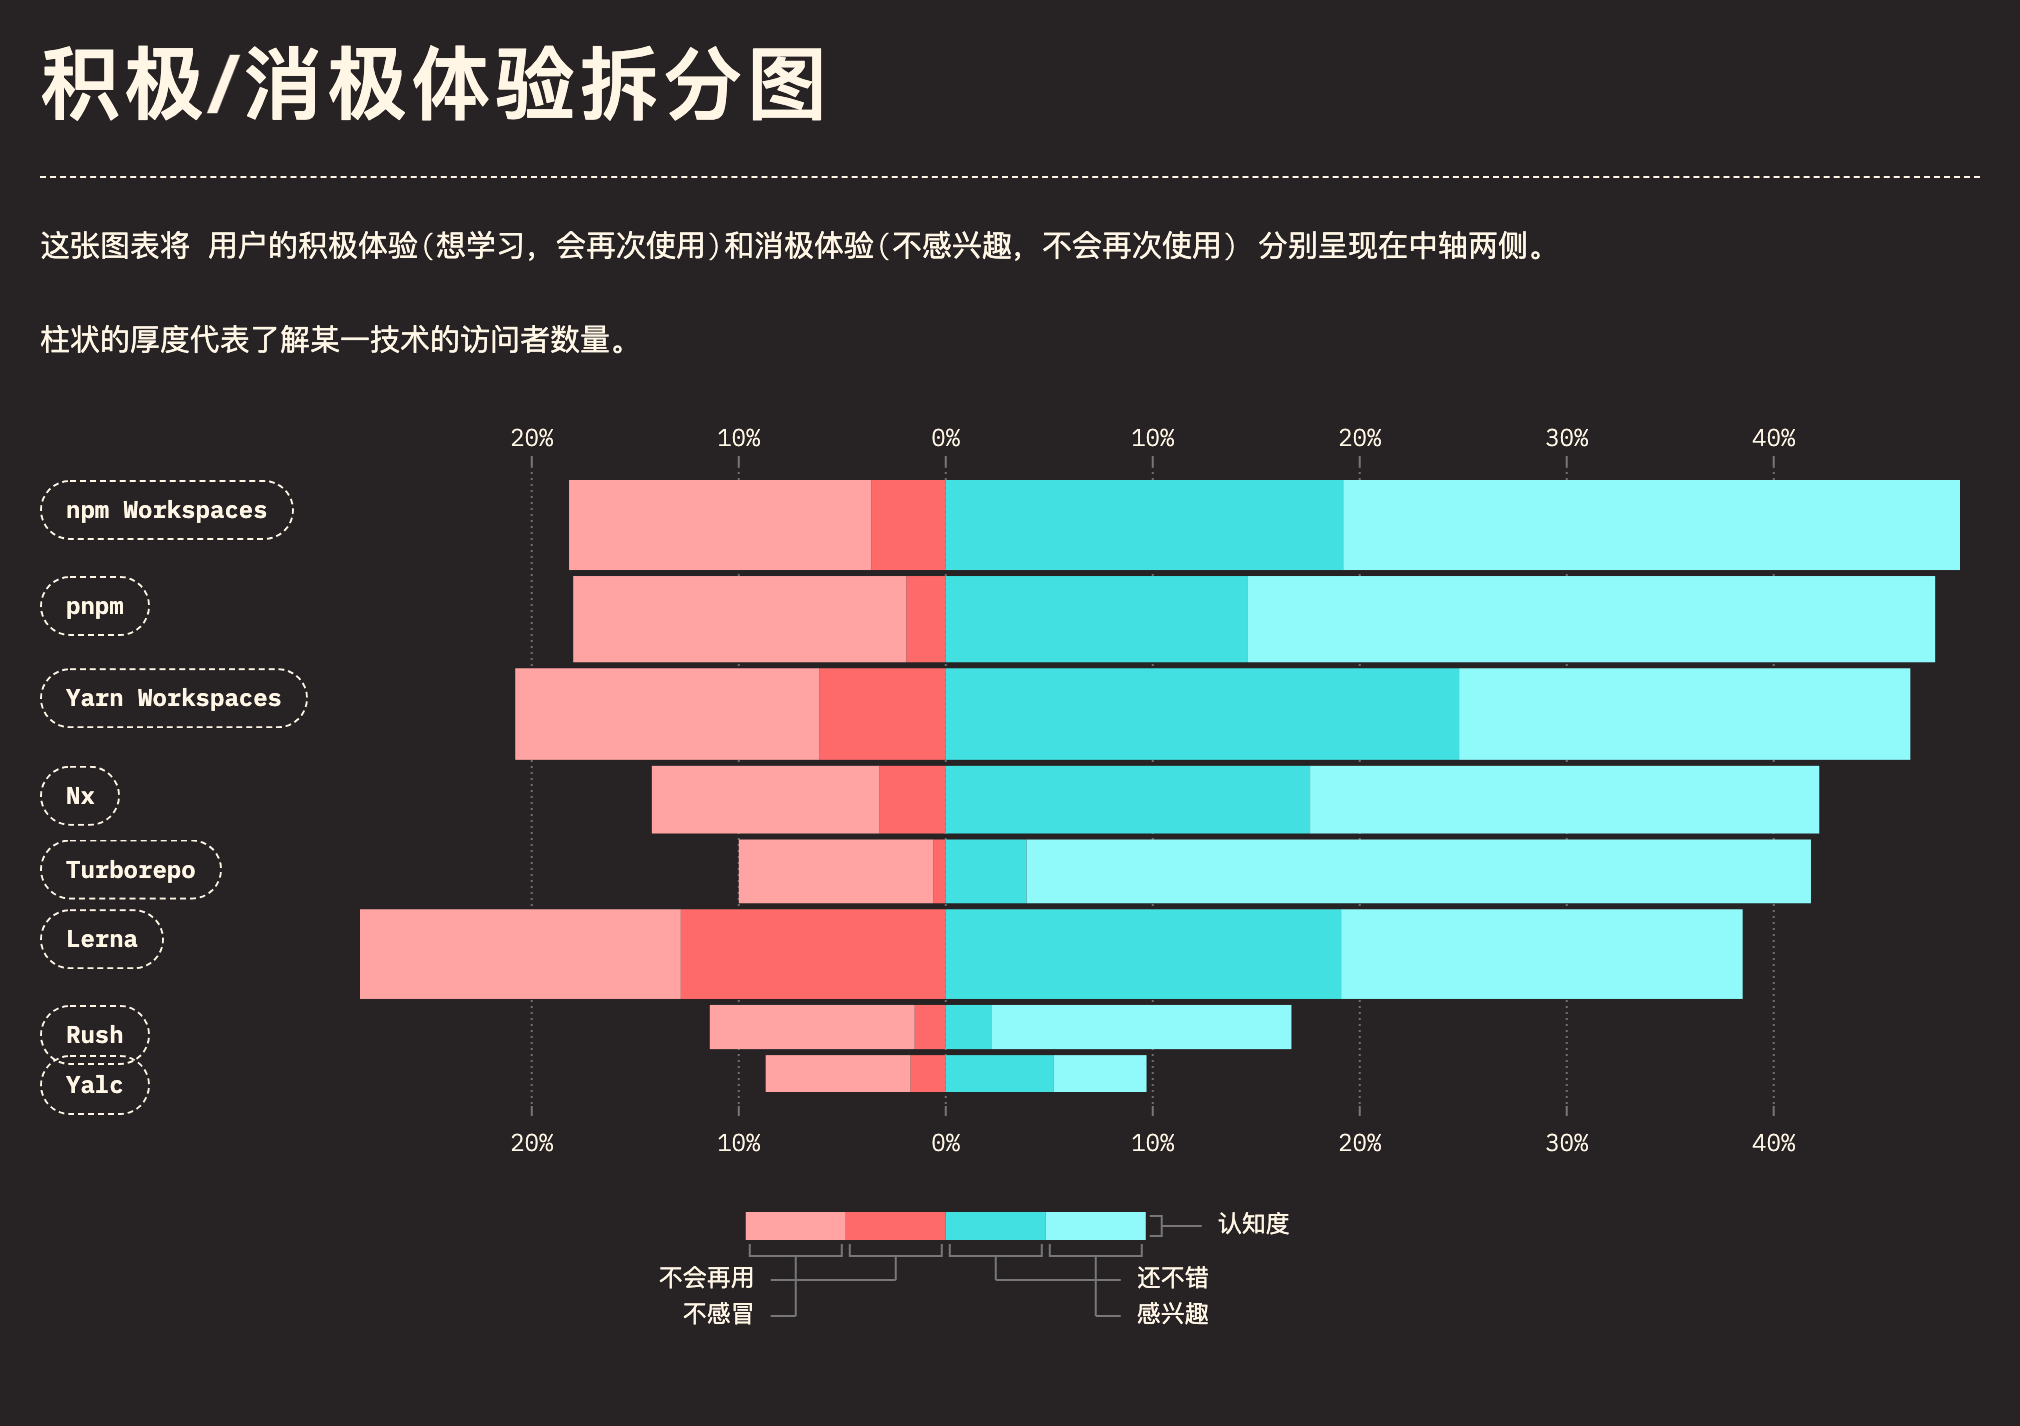 积极/消极体验拆分图
这张图表将 用户的积极体验(想学习, 会再次使用)和消极体验(不感兴趣, 不会再次使用) 分别呈现在中轴两侧。
柱状的厚度代表了解某一技术的访问者数量。
20% 10% 0% 10% 20% 30% 40%
npm Workspaces
pnpm
Yarn Workspaces
Nx
Turborepo
Lerna
Rush
Yalc
20% 10% 0% 10% 20% 30% 40%
认知度
不会再用 还不错
不感冒 感兴趣